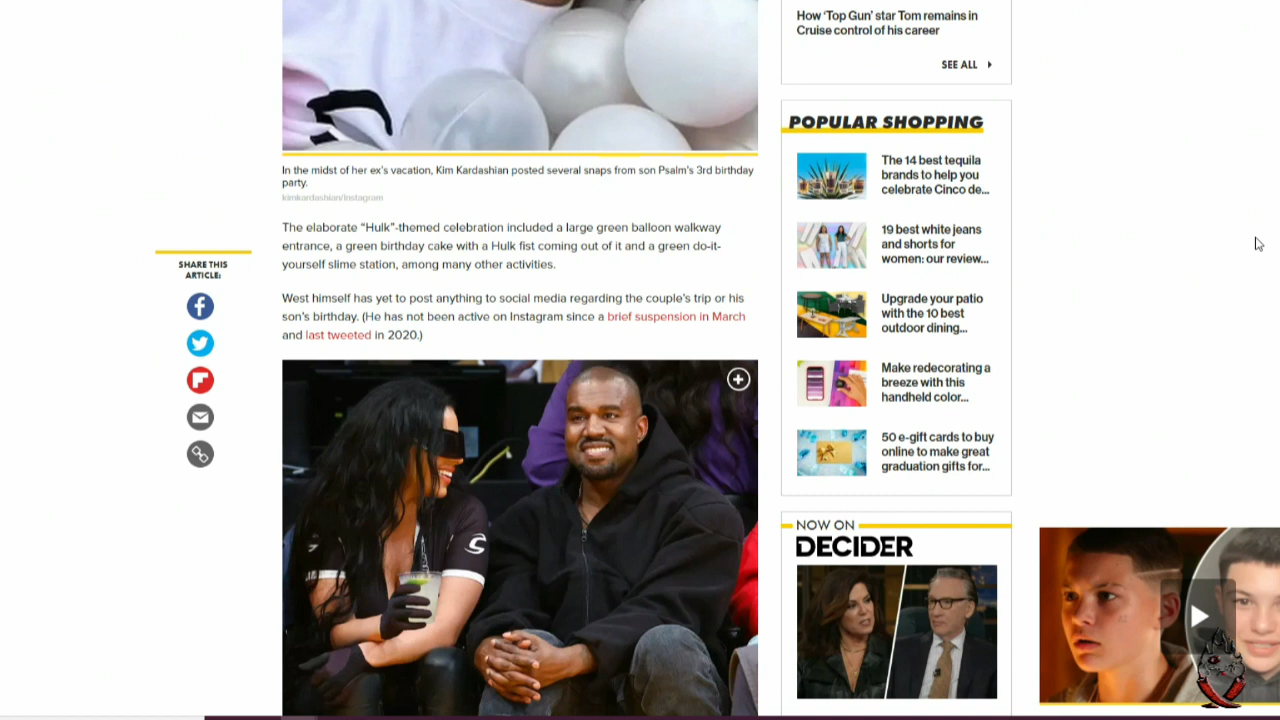 How ‘Top Gun’ star Tom remains in
Cruise control of his career
SEE ALL
POPULAR SHOPPING
The 14 best tequila
brands to help you
celebrate Cinco de...
19 best white jeans
and shorts for
women: our review...
Upgrade your patio
with the 10 best
outdoor dining...
Make redecorating a
breeze with this
handheld color...
50 e-gift cards to buy
online to make great
graduation gifts for...
NOW ON
DECIDER
In the midst of her ex's vacation, Kim Kardashian posted several snaps from son Psalm's 3rd birthday
party.
kimkardashian/Instagram
The elaborate “Hulk”-themed celebration included a large green balloon walkway
entrance, a green birthday cake with a Hulk fist coming out of it and a green do-it-
yourself slime station, among many other activities.
West himself has yet to post anything to social media regarding the couple's trip or his
son's birthday. (He has not been active on Instagram since a brief suspension in March
and last tweeted in 2020.)
SHARE THIS
ARTICLE: